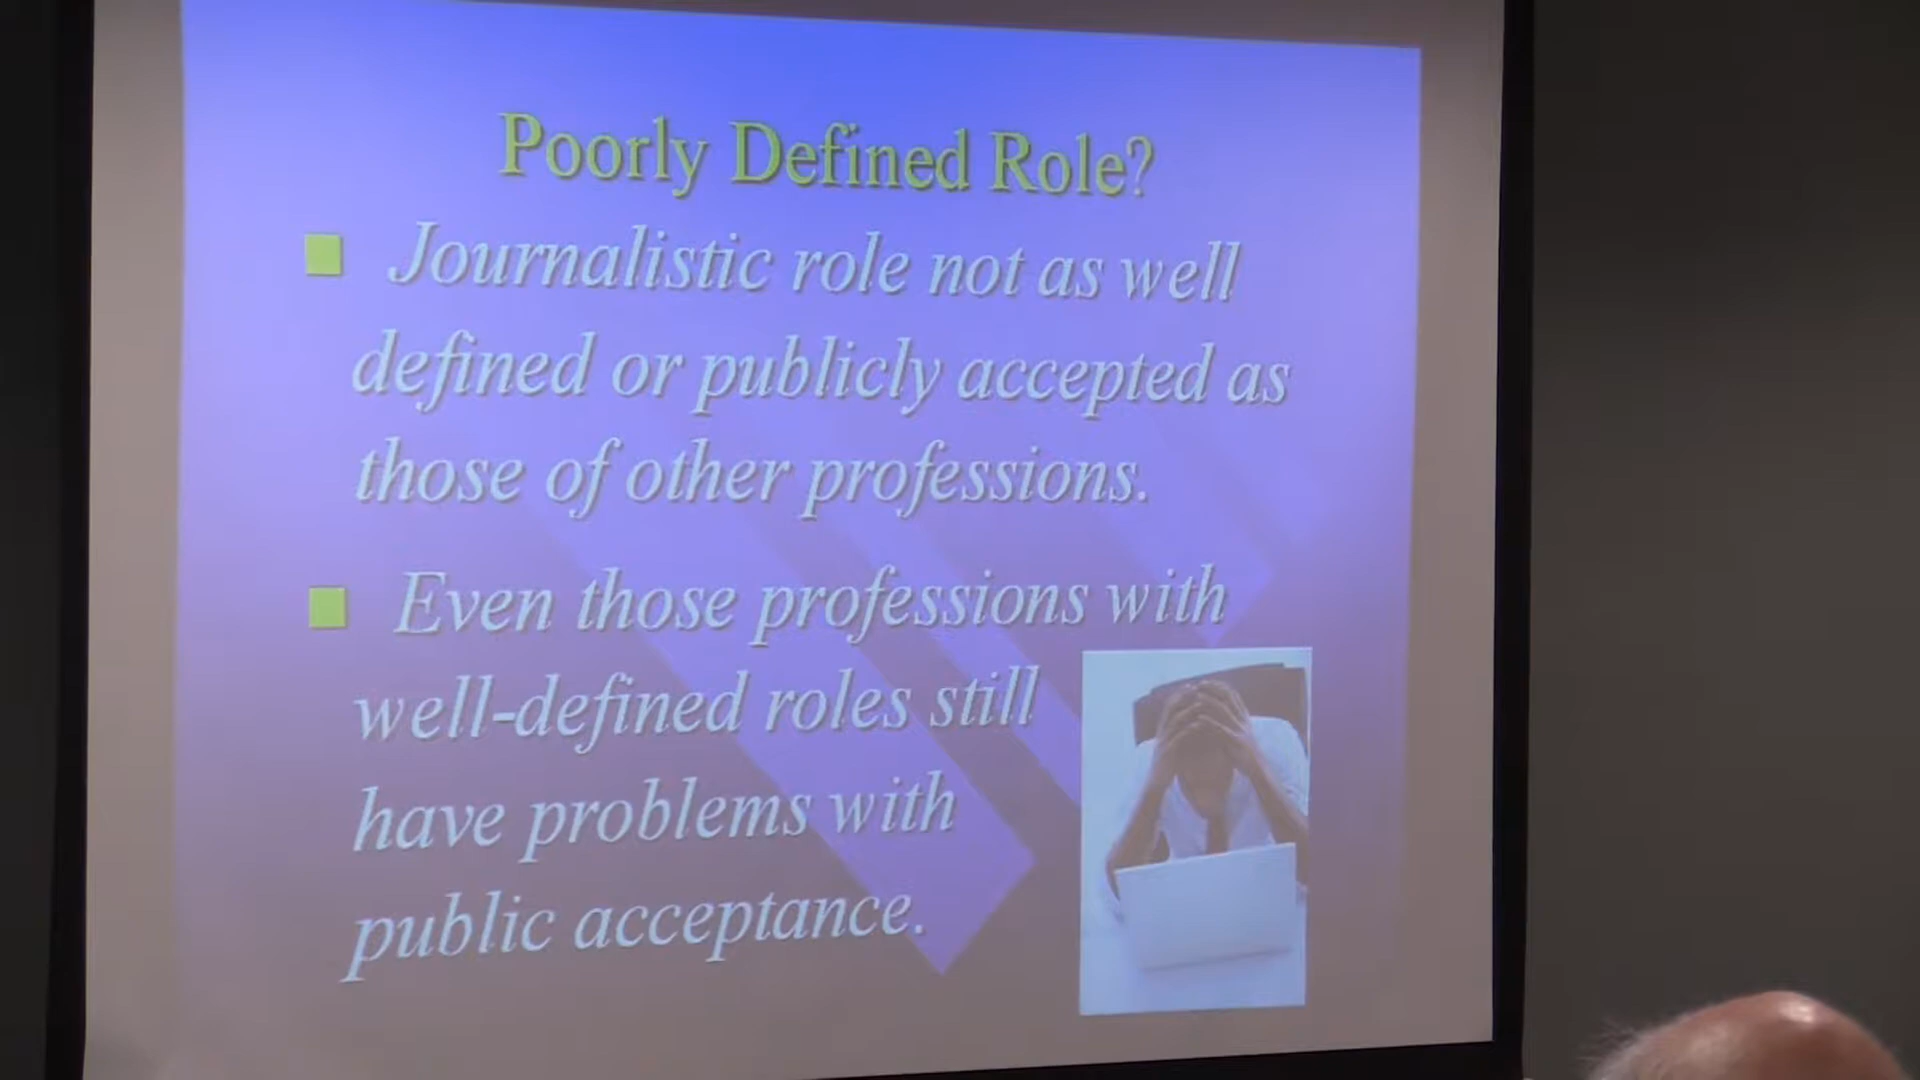 Poorly Defined Role?
Journalistic role not as well
defined or publicly accepted as
those of other professions.
Even those professions with
well-defined roles still
have problems with
public acceptance.